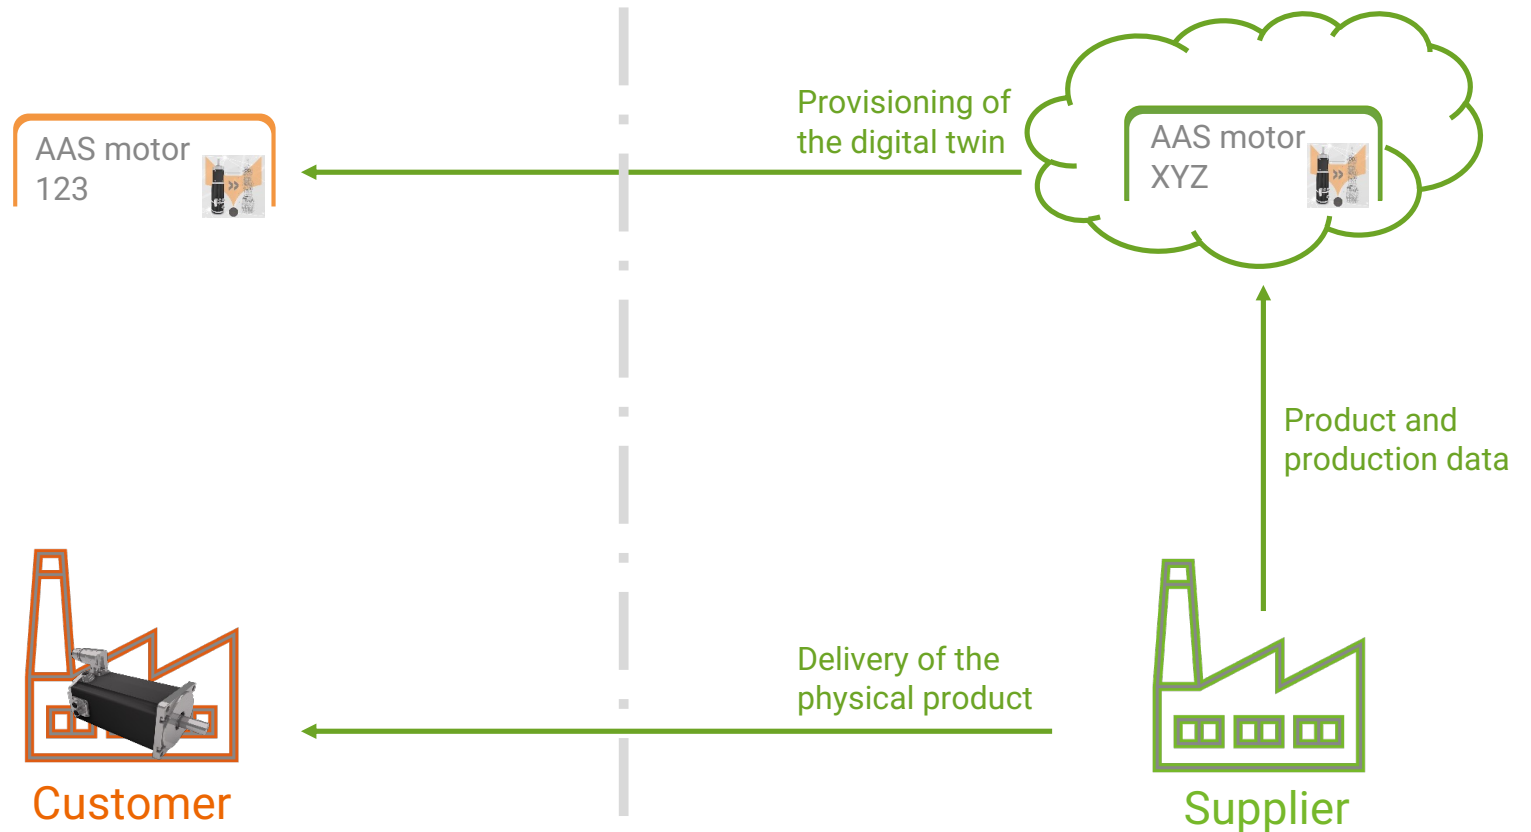 Provisioning of
the digital twin
AAS motor
123
AAS motor
XYZ
Product and
production data
Delivery of the
physical product
Customer
Supplier